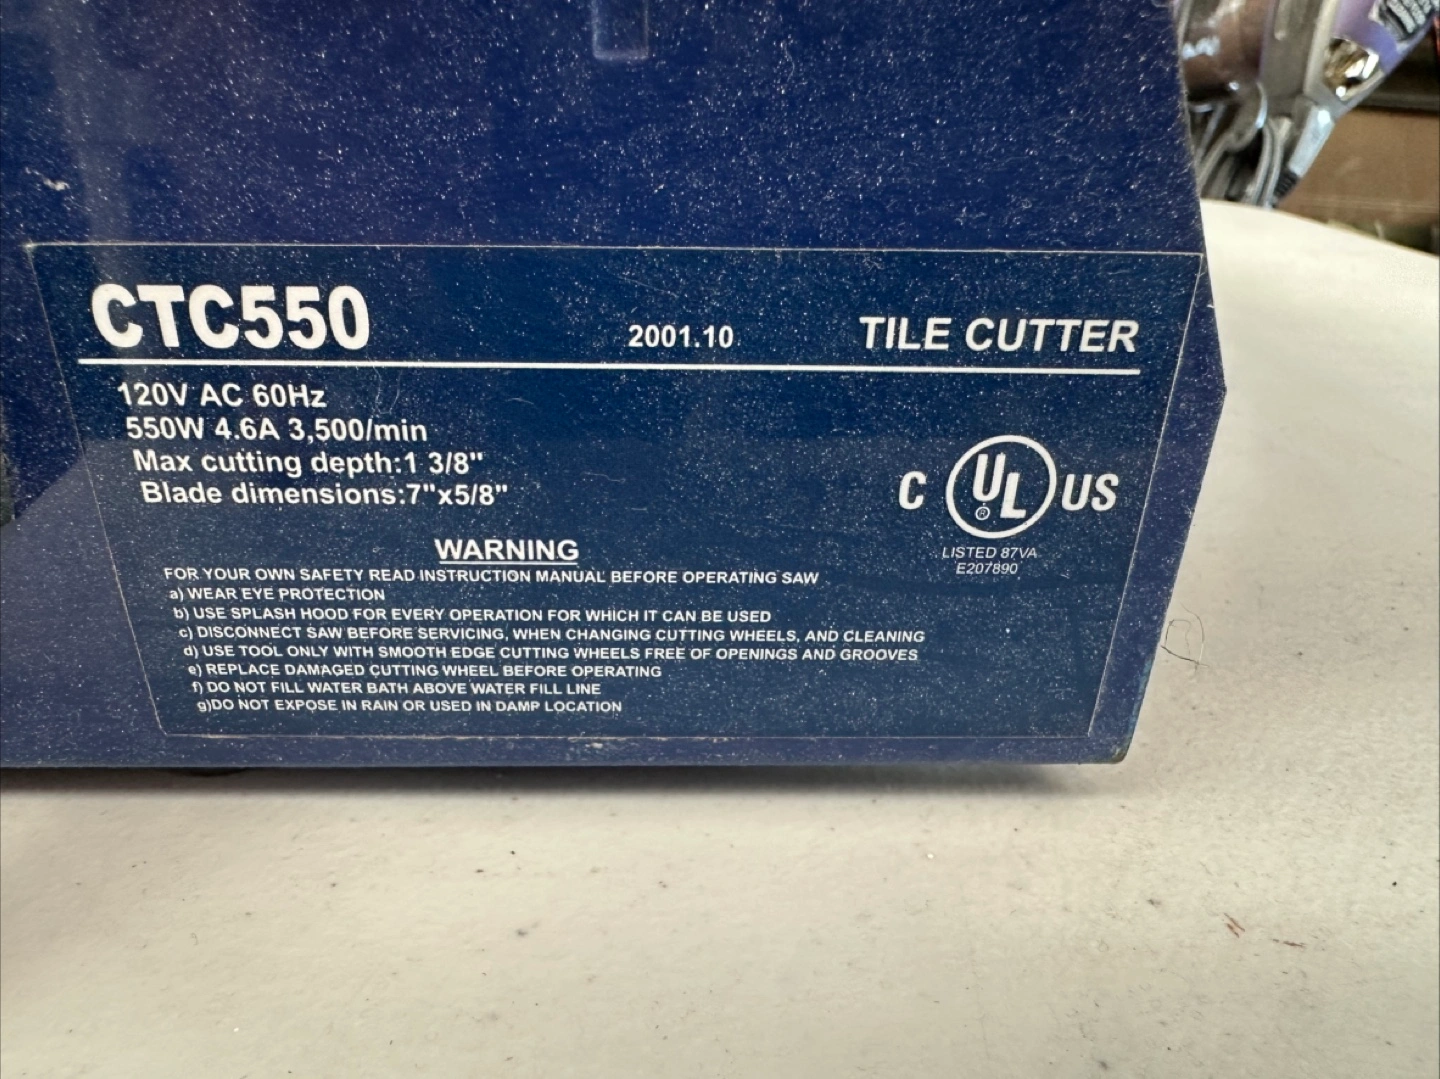 CTC550 2001.10 TILE CUTTER
120V AC 60Hz
550W 4.6A 3,500/min
Max cutting depth:1 3/8"
Blade dimensions:7"x5/8"
C UL® US
LISTED 87VA
E207890
WARNING
FOR YOUR OWN SAFETY READ INSTRUCTION MANUAL BEFORE OPERATING SAW
a) WEAR EYE PROTECTION
b) USE SPLASH HOOD FOR EVERY OPERATION FOR WHICH IT CAN BE USED
c) DISCONNECT SAW BEFORE SERVICING, WHEN CHANGING CUTTING WHEELS, AND CLEANING
d) USE TOOL ONLY WITH SMOOTH EDGE CUTTING WHEELS FREE OF OPENINGS AND GROOVES
e) REPLACE DAMAGED CUTTING WHEEL BEFORE OPERATING
f) DO NOT FILL WATER BATH ABOVE WATER FILL LINE
g)DO NOT EXPOSE IN RAIN OR USED IN DAMP LOCATION